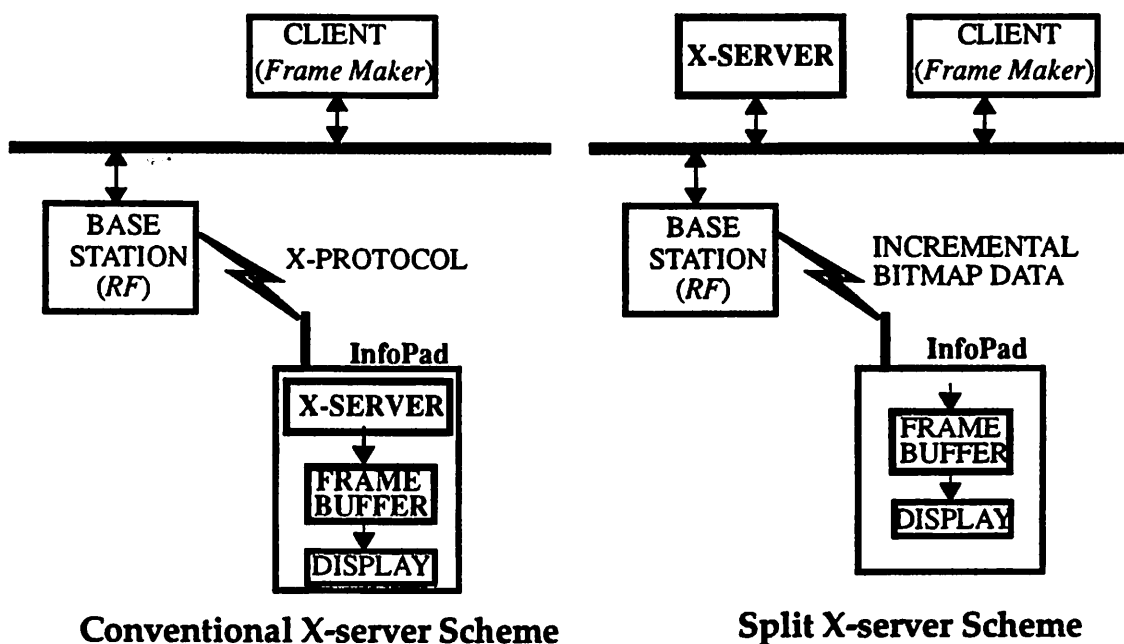 CLIENT
(Frame Maker)
BASE
STATION
(RF)
X-PROTOCOL
InfoPad
X-SERVER
FRAME
BUFFER
DISPLAY
Conventional X-server Scheme
X-SERVER
CLIENT
(Frame Maker)
BASE
STATION
(RF)
INCREMENTAL
BITMAP DATA
InfoPad
FRAME
BUFFER
DISPLAY
Split X-server Scheme